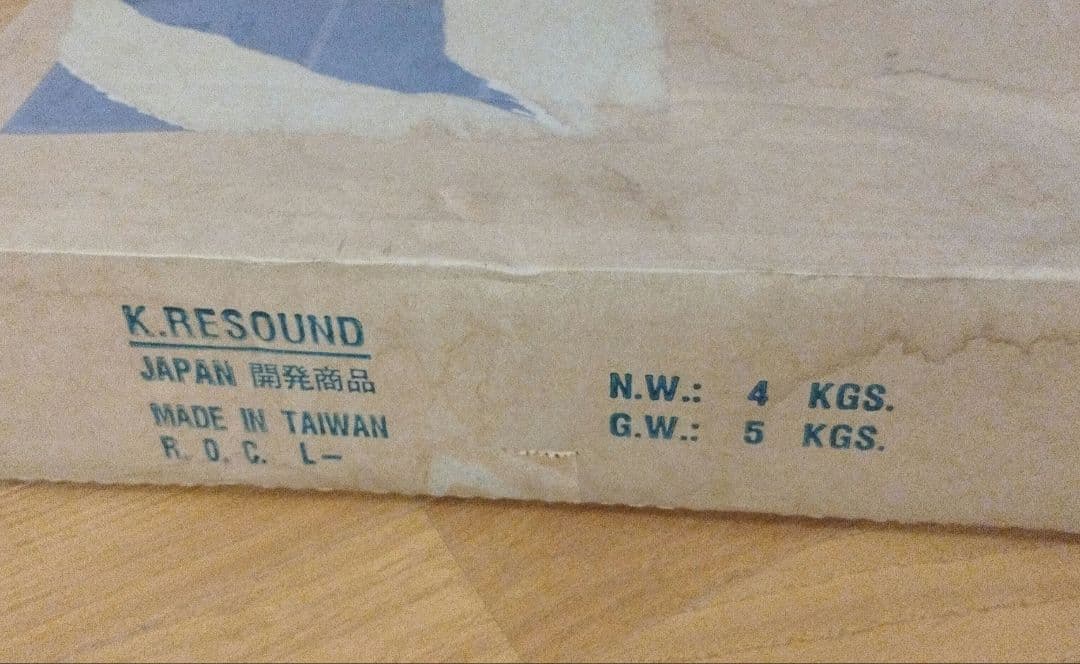 K.RESOUND
JAPAN 開発商品
MADE IN TAIWAN
R. O. C. L−
N.W.: 4 KGS.
G.W.: 5 KGS.